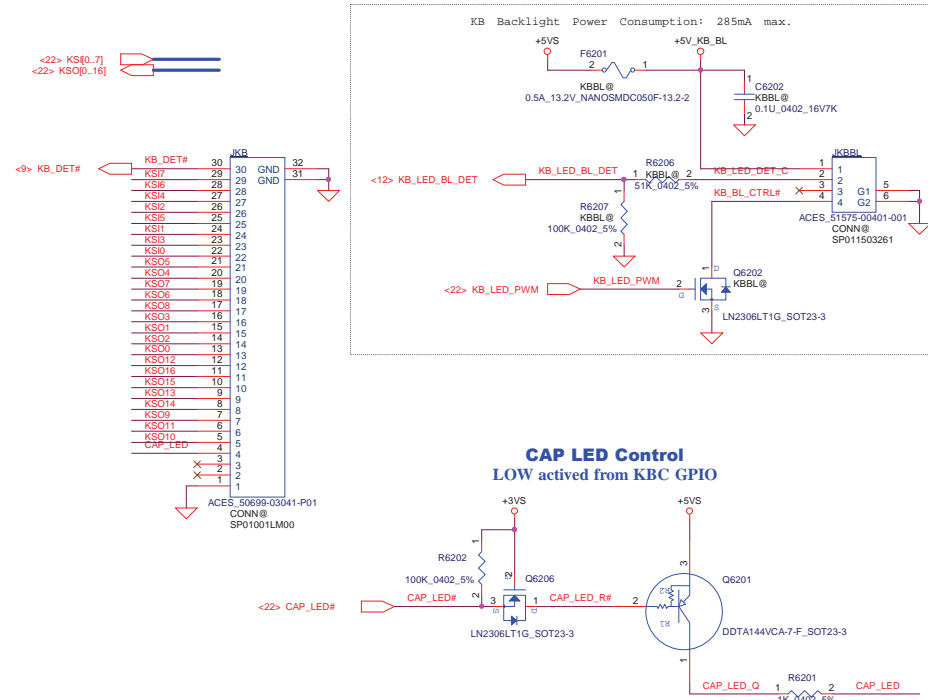 KB Backlight Power Consumption: 285mA max.
+5VS
+5V_KB_BL
F6201
2
1
KBBL@
0.5A_13.2V_NANOSMDC050F-13.2-2
1
C6202
KBBL@
0.1U_0402_16V7K
2
<22> KSI[0..7]
<22> KSO[0..16]
JKB
<9> KB_DET#
KB_DET# 30 30 GND 32
KSI7 29 29 GND 31
KSI6 28 28
KSI4 27 27
KSI2 26 26
KSI5 25 25
KSI1 24 24
KSI3 23 23
KSI0 22 22
KSO5 21 21
KSO4 20 20
KSO7 19 19
KSO6 18 18
KSO8 17 17
KSO3 16 16
KSO1 15 15
KSO2 14 14
KSO0 13 13
KSO12 12 12
KSO16 11 11
KSO15 10 10
KSO13 9 9
KSO14 8 8
KSO9 7 7
KSO11 6 6
KSO10 5 5
CAP_LED 4 4
3 3
2 2
1 1
ACES_50699-03041-P01
CONN@
SP01001LM00
<12> KB_LED_BL_DET
KB_LED_BL_DET
R6206
1 KBBL@ 2
51K_0402_5%
KB_LED_DET_C
KB_BL_CTRL#
JKBBL
1 1
2 2
3 3 G1 5
4 4 G2 6
ACES_51575-00401-001
CONN@
SP011503261
1
R6207
KBBL@
100K_0402_5%
2
<22> KB_LED_PWM
KB_LED_PWM
2
G
1
D
Q6202
KBBL@
3
S
LN2306LT1G_SOT23-3
CAP LED Control
LOW actived from KBC GPIO
+3VS
+5VS
1
R6202
100K_0402_5%
2
2
G
Q6206
<22> CAP_LED#
CAP_LED#
3
S
1
D
CAP_LED_R#
LN2306LT1G_SOT23-3
3
Q6201
2
R2
R1
DDTA144VCA-7-F_SOT23-3
1
CAP_LED_Q
R6201
1 2
1K_0402_5%
CAP_LED